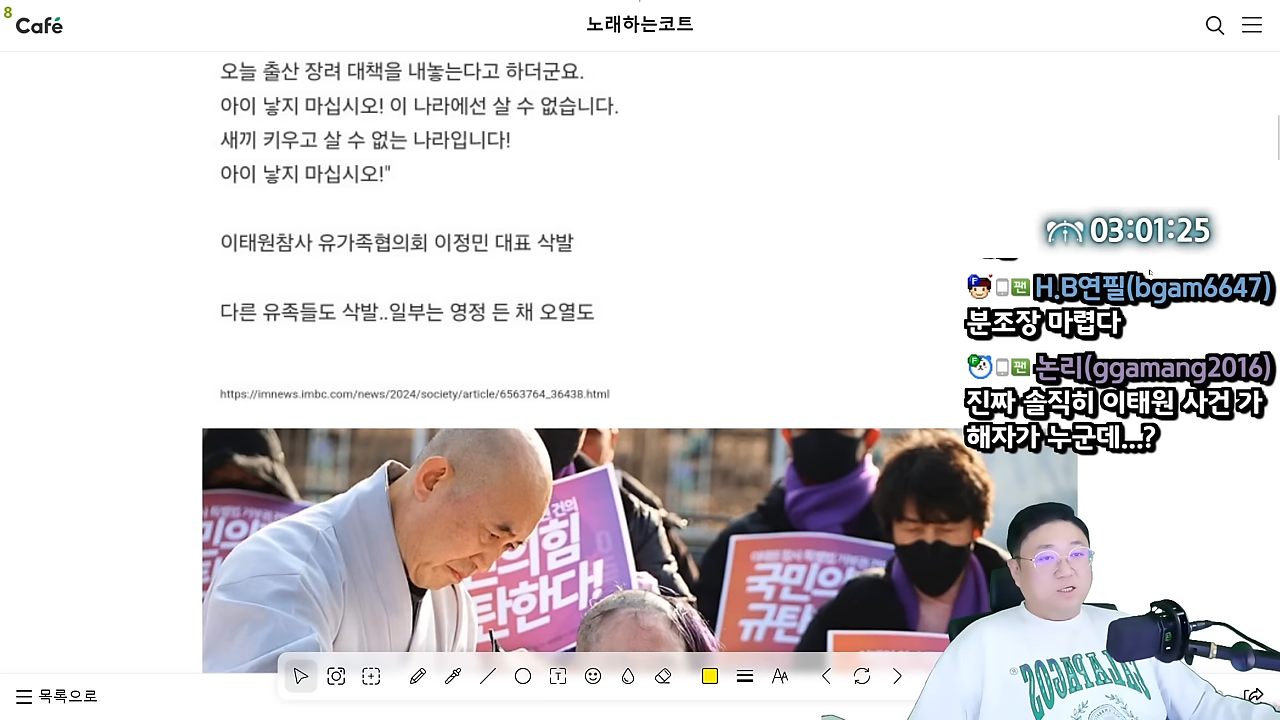 8
Café
노래하는코트
오늘 출산 장려 대책을 내놓는다고 하더군요.
아이 낳지 마십시오! 이 나라에선 살 수 없습니다.
새끼 키우고 살 수 없는 나라입니다!
아이 낳지 마십시오!"
이태원참사 유가족협의회 이정민 대표 삭발
다른 유족들도 삭발..일부는 영정 든 채 오열도
https://imnews.imbc.com/news/2024/society/article/6563764_36438.html
03:01:25
H.B연필(bgam6647)
분조장 마렵다
논리(ggamang2016)
진짜 솔직히 이태원 사건 가
해자가 누군데...?
의힘
탄한다!
국민의
규탄
목록으로